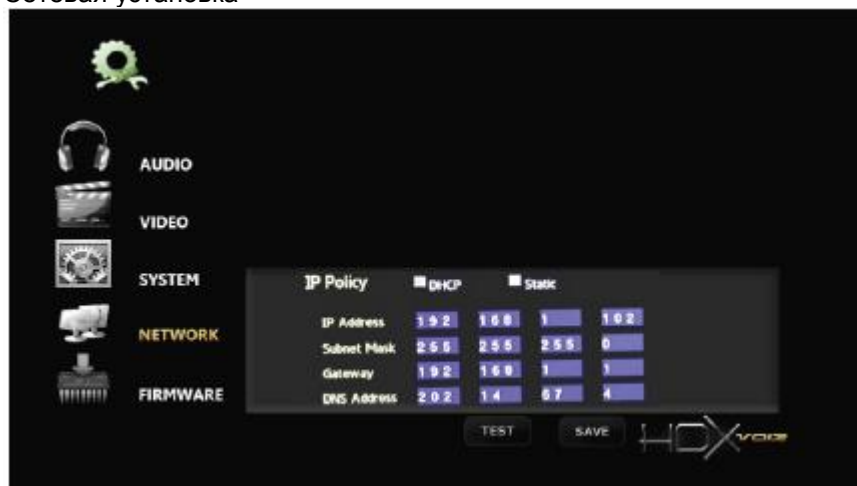 Сетевая установка
AUDIO
VIDEO
SYSTEM
IP Policy DHCP Static
IP Address 192 168 1 102
NETWORK
Subnet Mask 255 255 255 0
Gateway 192 168 1 1
FIRMWARE
DNS Address 202 14 67 4
TEST SAVE
HDX VOIZ